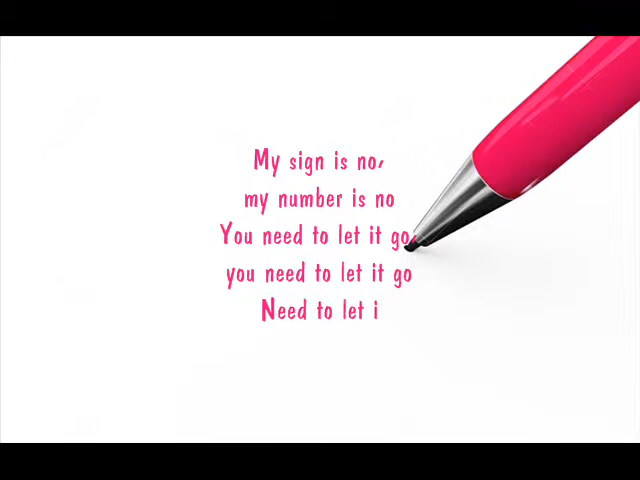 My sign is no,
my number is no
You need to let it go,
you need to let it go
Need to let i